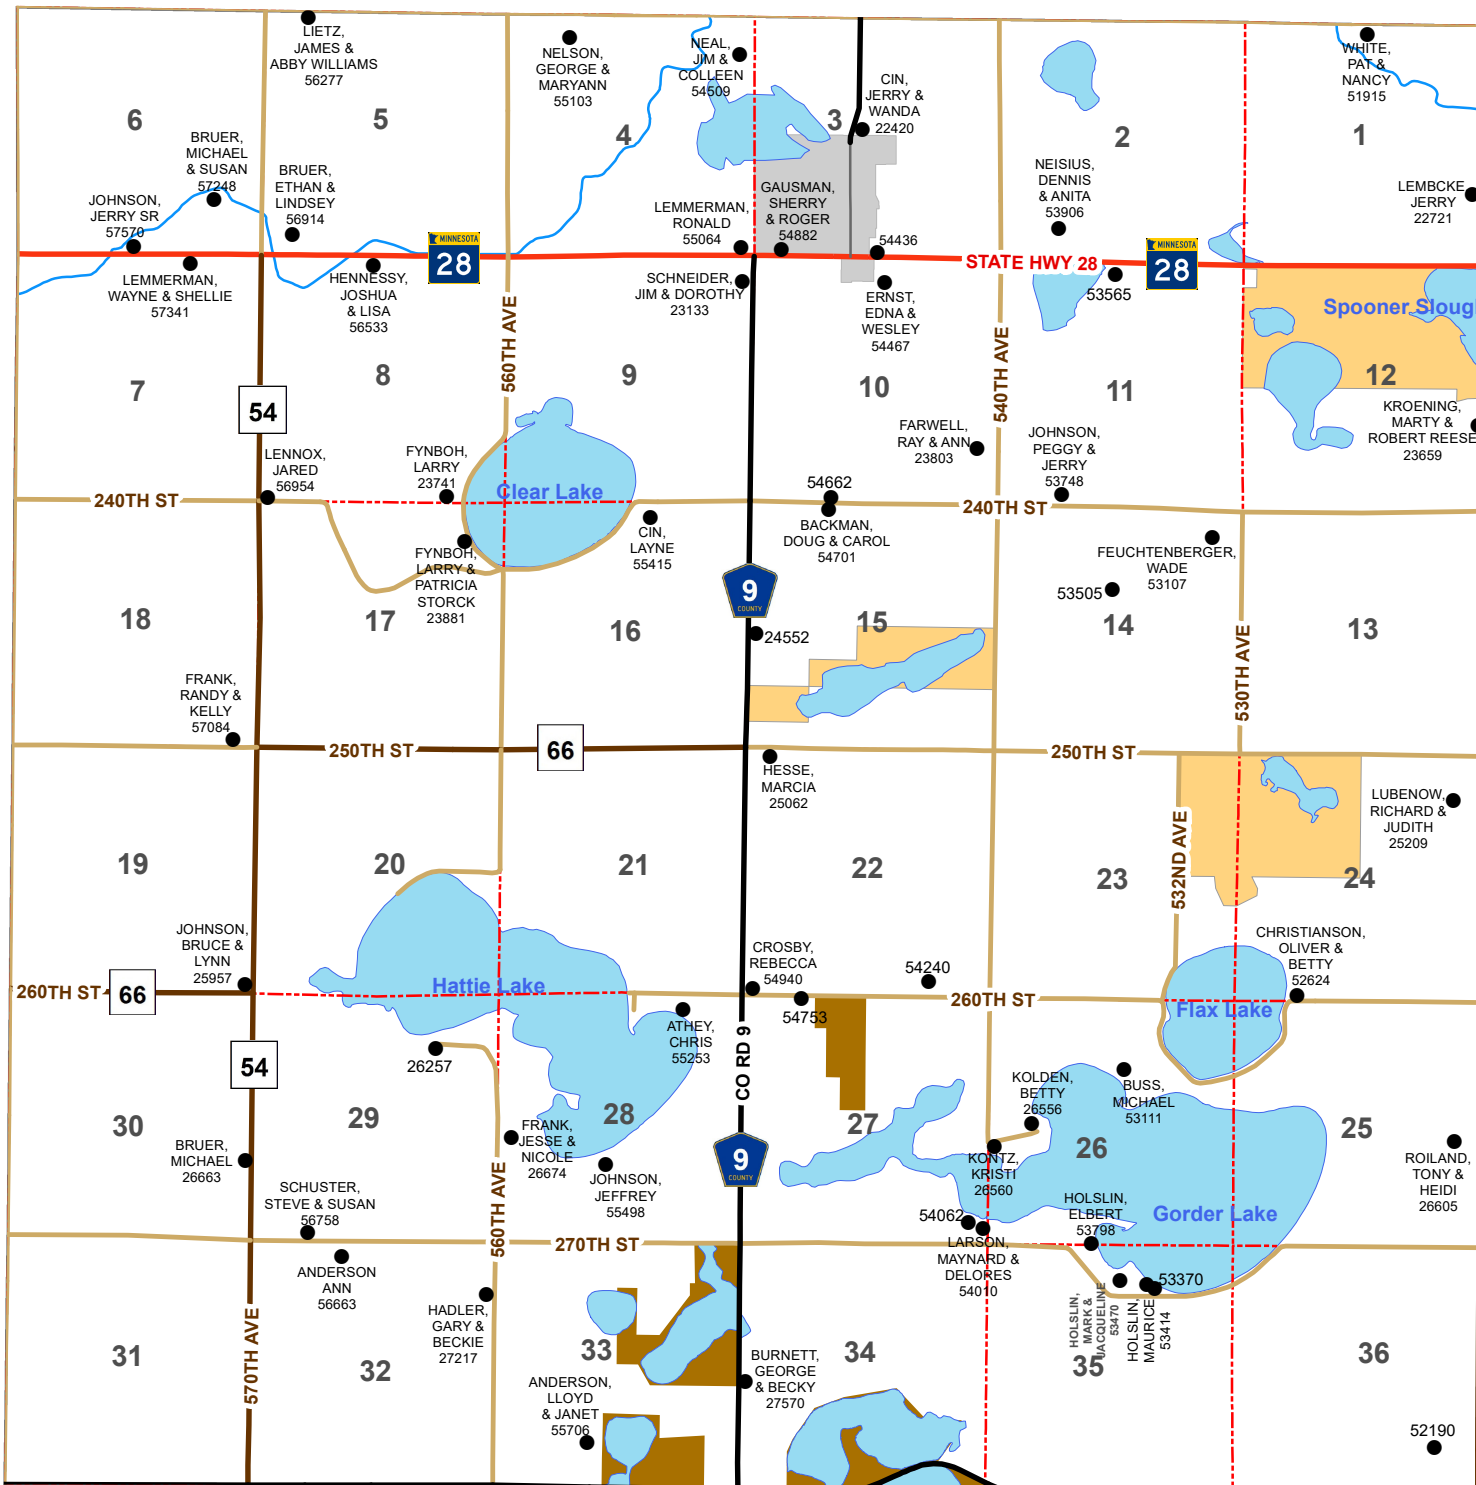 LIETZ,
JAMES &
ABBY WILLIAMS
56277
NELSON,
GEORGE &
MARYANN
55103
NEAL,
JIM &
COLLEEN
54509
CIN,
JERRY &
WANDA
22420
WHITE,
PAT &
NANCY
51915
6
5
4
3
2
1
BRUER,
MICHAEL
& SUSAN
57248
BRUER,
ETHAN &
LINDSEY
56914
JOHNSON,
JERRY SR
57570
LEMMERMAN,
RONALD
55064
GAUSMAN,
SHERRY
& ROGER
54882
54436
NEISIUS,
DENNIS
& ANITA
53906
LEMBCKE,
JERRY
22721
MINNESOTA
28
STATE HWY 28
MINNESOTA
28
LEMMERMAN,
WAYNE & SHELLIE
57341
HENNESSY,
JOSHUA
& LISA
56533
SCHNEIDER,
JIM & DOROTHY
23133
ERNST,
EDNA &
WESLEY
54467
53565
Spooner Sloug
560TH AVE
540TH AVE
7
8
9
10
11
12
54
KROENING,
MARTY &
ROBERT REESE
23659
LENNOX,
JARED
56954
FYNBOH,
LARRY
23741
FARWELL,
RAY & ANN
23803
JOHNSON,
PEGGY &
JERRY
53748
240TH ST
Clear Lake
54662
240TH ST
CIN,
LAYNE
55415
BACKMAN,
DOUG & CAROL
54701
FYNBOH,
LARRY &
PATRICIA
STORCK
23881
FEUCHTENBERGER,
WADE
53107
9
COUNTY
53505
18
17
16
15
14
13
24552
530TH AVE
FRANK,
RANDY &
KELLY
57084
250TH ST
66
250TH ST
HESSE,
MARCIA
25062
LUBENOW,
RICHARD &
JUDITH
25209
532ND AVE
19
20
21
22
23
24
JOHNSON,
BRUCE &
LYNN
25957
CROSBY,
REBECCA
54940
54240
CHRISTIANSON,
OLIVER &
BETTY
52624
260TH ST
66
Hattie Lake
260TH ST
Flax Lake
54753
ATHEY,
CHRIS
55253
CO RD 9
54
26257
KOLDEN,
BETTY
26556
BUSS,
MICHAEL
53111
30
29
28
27
26
25
BRUER,
MICHAEL
26663
FRANK,
JESSE &
NICOLE
26674
JOHNSON,
JEFFREY
55498
9
COUNTY
KONTZ,
KRISTI
26560
ROILAND,
TONY &
HEIDI
26605
SCHUSTER,
STEVE & SUSAN
56758
560TH AVE
HOLSLIN,
ELBERT
53798
Gorder Lake
54062
270TH ST
LARSON,
MAYNARD &
DELORES
54010
ANDERSON
ANN
56663
HADLER,
GARY &
BECKIE
27217
HOLSLIN,
MARK &
JACQUELINE
53470
HOLSLIN,
MAURICE
53414
53370
570TH AVE
31
32
33
34
35
36
BURNETT,
GEORGE
& BECKY
27570
ANDERSON,
LLOYD
& JANET
55706
52190